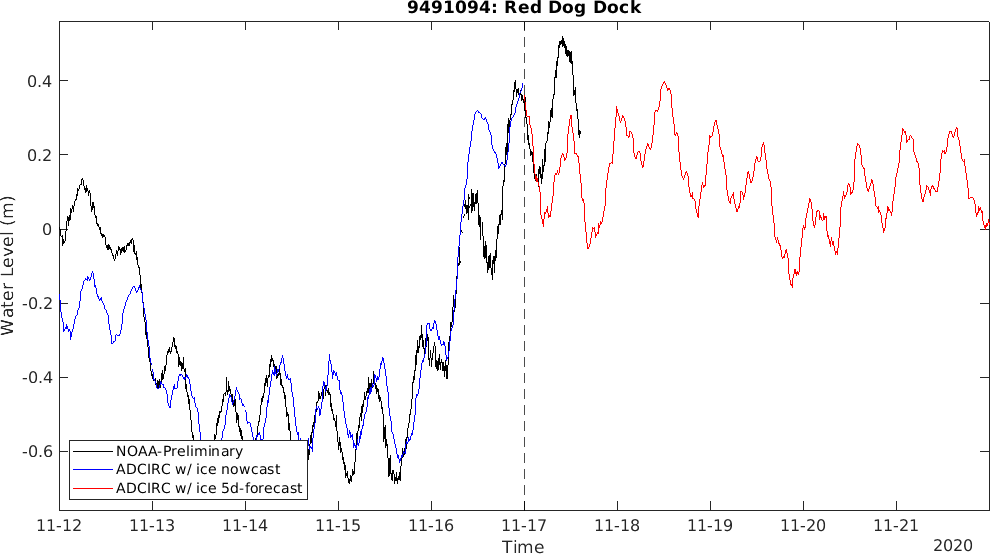 9491094: Red Dog Dock
Water Level (m)
0.4
0.2
0
-0.2
-0.4
-0.6
NOAA-Preliminary
ADCIRC w/ ice nowcast
ADCIRC w/ ice 5d-forecast
11-12 11-13 11-14 11-15 11-16 11-17 11-18 11-19 11-20 11-21
Time
2020